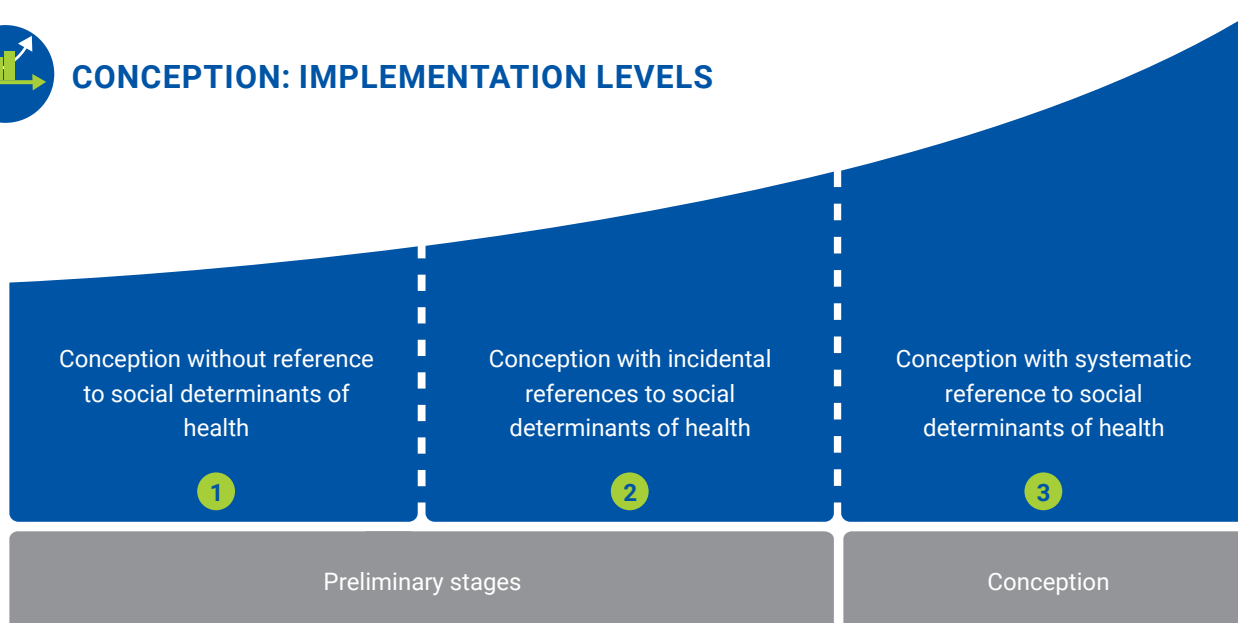 CONCEPTION: IMPLEMENTATION LEVELS
Conception without reference
to social determinants of
health
1
Conception with incidental
references to social
determinants of health
2
Conception with systematic
reference to social
determinants of health
3
Preliminary stages
Conception